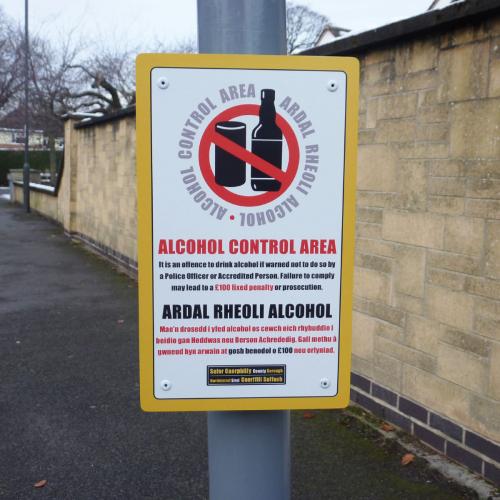 ALCOHOL CONTROL AREA • ARDAL RHEOLI ALCOHOL •
ALCOHOL CONTROL AREA
It is an offence to drink alcohol if warned not to do so by
a Police Officer or Accredited Person. Failure to comply
may lead to a £100 fixed penalty or prosecution.
ARDAL RHEOLI ALCOHOL
Mae'n drosedd i yfed alcohol os cewch eich rhybuddio i
beidio gan Heddwas neu Berson Achrededig. Gall methu â
gwneud hyn arwain at gosb benodol o £100 neu erlyniad.
Safer Caerphilly County Borough
Caerffili